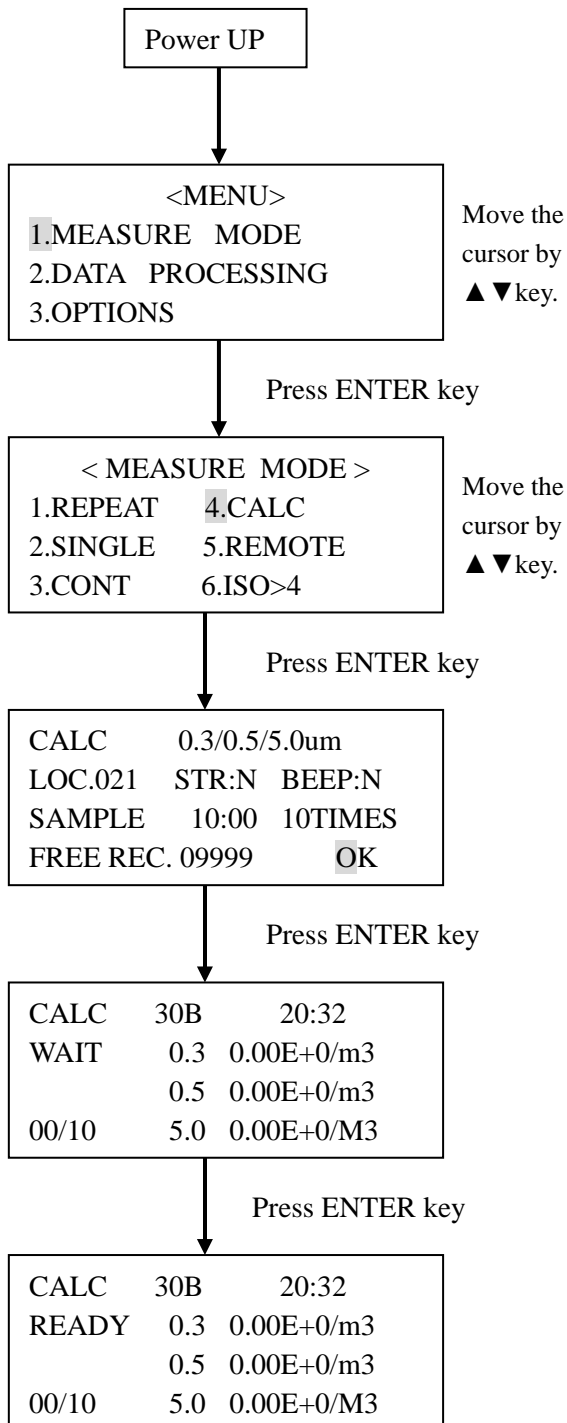 Power UP
<MENU>
1.MEASURE MODE
2.DATA PROCESSING
3.OPTIONS
Move the
cursor by
▲▼key.
Press ENTER key
< MEASURE MODE >
1.REPEAT 4.CALC
2.SINGLE 5.REMOTE
3.CONT 6.ISO>4
Move the
cursor by
▲▼key.
Press ENTER key
CALC 0.3/0.5/5.0um
LOC.021 STR:N BEEP:N
SAMPLE 10:00 10TIMES
FREE REC. 09999 OK
Press ENTER key
CALC 30B 20:32
WAIT 0.3 0.00E+0/m3
0.5 0.00E+0/m3
00/10 5.0 0.00E+0/M3
Press ENTER key
CALC 30B 20:32
READY 0.3 0.00E+0/m3
0.5 0.00E+0/m3
00/10 5.0 0.00E+0/M3